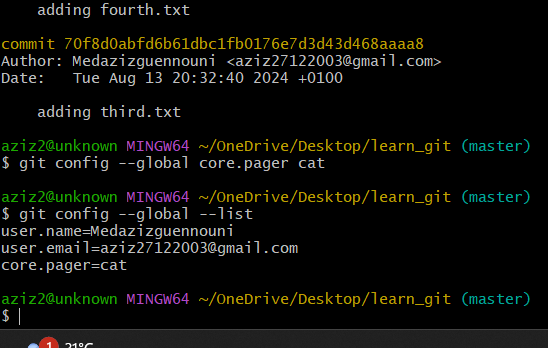 adding fourth.txt
commit 70f8d0abfd6b61dbc1fb0176e7d3d43d468aaaa8
Author: Medazizguennouni <aziz27122003@gmail.com>
Date:   Tue Aug 13 20:32:40 2024 +0100
adding third.txt
aziz2@unknown MINGW64 ~/OneDrive/Desktop/learn_git (master)
$ git config --global core.pager cat
aziz2@unknown MINGW64 ~/OneDrive/Desktop/learn_git (master)
$ git config --global --list
user.name=Medazizguennouni
user.email=aziz27122003@gmail.com
core.pager=cat
aziz2@unknown MINGW64 ~/OneDrive/Desktop/learn_git (master)
$
1